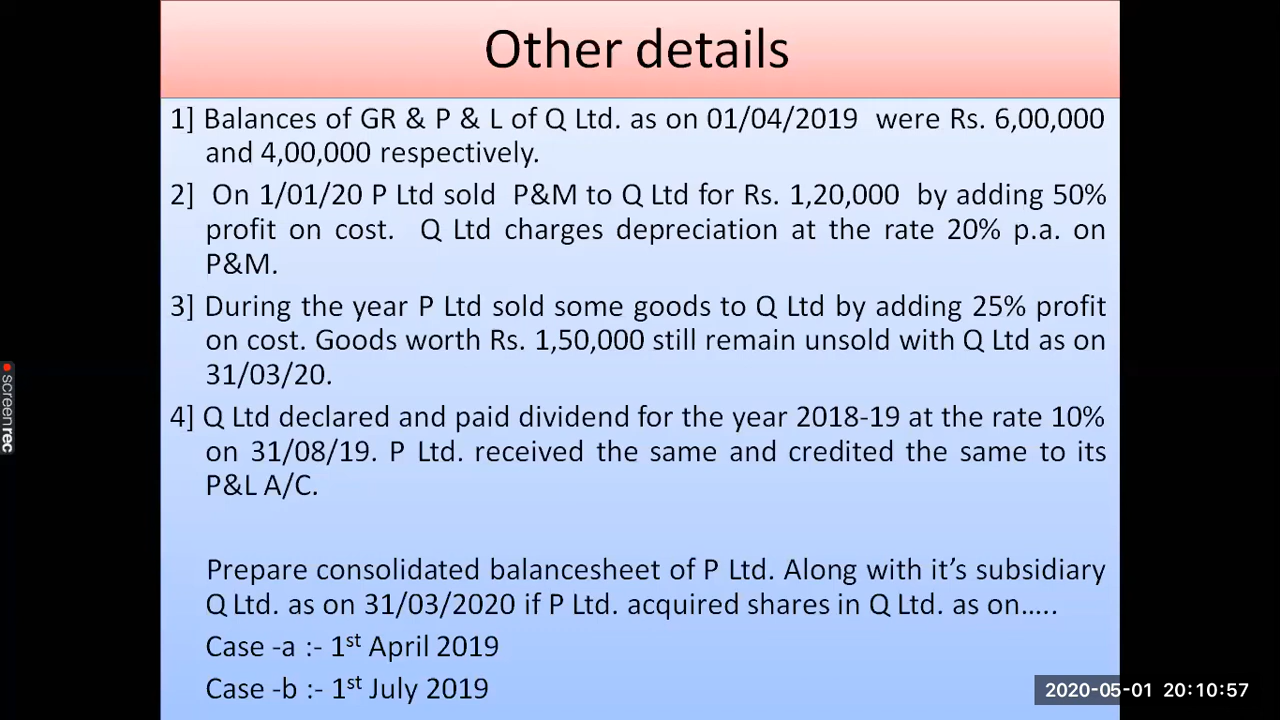 Other details
1] Balances of GR & P & L of Q Ltd. as on 01/04/2019 were Rs. 6,00,000
and 4,00,000 respectively.
2] On 1/01/20 P Ltd sold P&M to Q Ltd for Rs. 1,20,000 by adding 50%
profit on cost. Q Ltd charges depreciation at the rate 20% p.a. on
P&M.
3] During the year P Ltd sold some goods to Q Ltd by adding 25% profit
on cost. Goods worth Rs. 1,50,000 still remain unsold with Q Ltd as on
31/03/20.
4] Q Ltd declared and paid dividend for the year 2018-19 at the rate 10%
on 31/08/19. P Ltd. received the same and credited the same to its
P&L A/C.
Prepare consolidated balancesheet of P Ltd. Along with it’s subsidiary
Q Ltd. as on 31/03/2020 if P Ltd. acquired shares in Q Ltd. as on…..
Case -a :- 1st April 2019
Case -b :- 1st July 2019
2020-05-01 20:10:57
screenrec